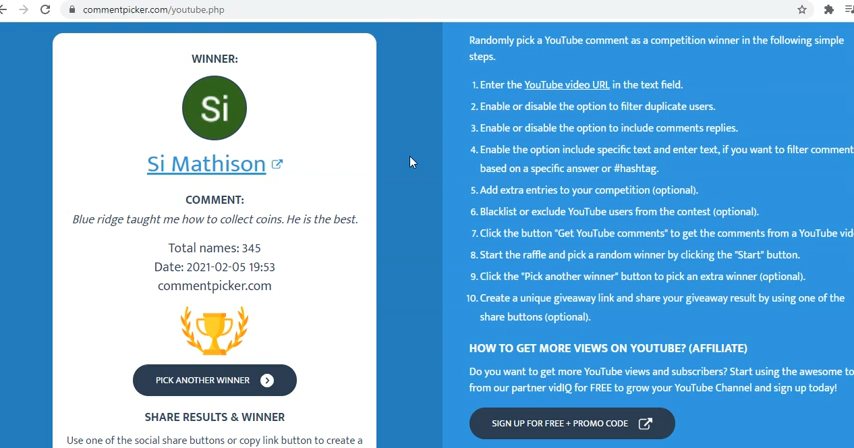 commentpicker.com/youtube.php
WINNER:
Si
Si Mathison
COMMENT:
Blue ridge taught me how to collect coins. He is the best.
Total names: 345
Date: 2021-02-05 19:53
commentpicker.com
PICK ANOTHER WINNER
SHARE RESULTS & WINNER
Use one of the social share buttons or copy link button to create a
Randomly pick a YouTube comment as a competition winner in the following simple
steps.
1. Enter the YouTube video URL in the text field.
2. Enable or disable the option to filter duplicate users.
3. Enable or disable the option to include comments replies.
4. Enable the option include specific text and enter text, if you want to filter comment
based on a specific answer or #hashtag.
5. Add extra entries to your competition (optional).
6. Blacklist or exclude YouTube users from the contest (optional).
7. Click the button "Get YouTube comments" to get the comments from a YouTube vid
8. Start the raffle and pick a random winner by clicking the "Start" button.
9. Click the "Pick another winner" button to pick an extra winner (optional).
10. Create a unique giveaway link and share your giveaway result by using one of the
share buttons (optional).
HOW TO GET MORE VIEWS ON YOUTUBE? (AFFILIATE)
Do you want to get more YouTube views and subscribers? Start using the awesome to
from our partner vidIQ for FREE to grow your YouTube Channel and sign up today!
SIGN UP FOR FREE + PROMO CODE